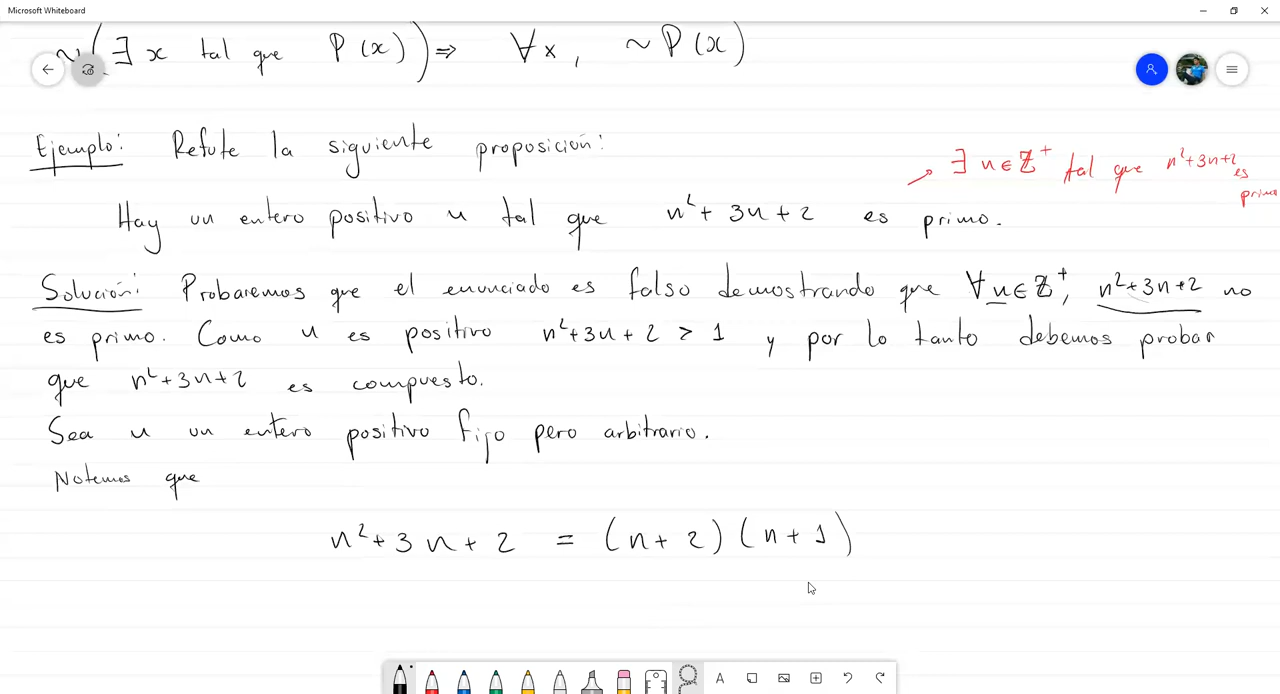 Microsoft Whiteboard
~(∃ x tal que P(x)) ⇒ ∀x, ~P(x)
Ejemplo: Refute la siguiente proposición:
→ ∃ n ∈ ℤ⁺ tal que n²+3n+2 es primo
Hay un entero positivo n tal que n²+3n+2 es primo.
Solución: Probaremos que el enunciado es falso demostrando que ∀n∈ℤ⁺, n²+3n+2 no
es primo. Como n es positivo n²+3n+2 > 1 y por lo tanto debemos probar
que n²+3n+2 es compuesto.
Sea n un entero positivo fijo pero arbitrario.
Notemos que
n²+3n+2 = (n+2)(n+1)
A